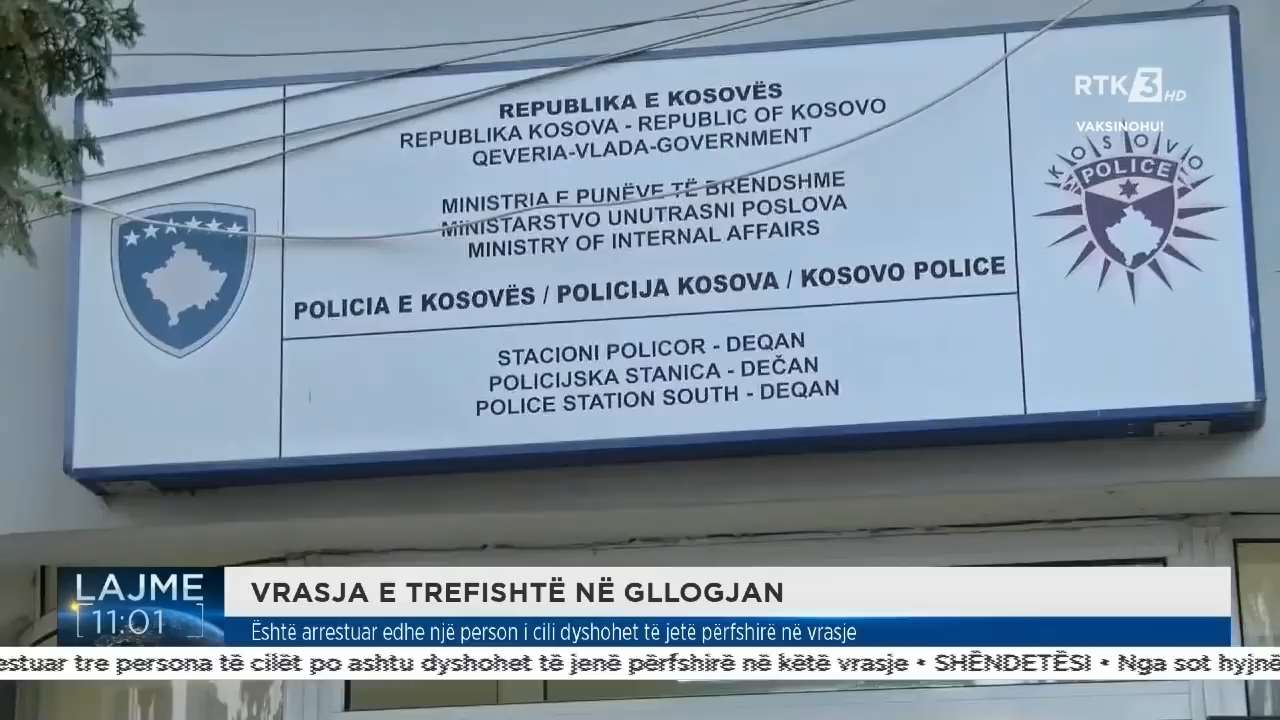 REPUBLIKA E KOSOVËS
REPUBLIKA KOSOVA - REPUBLIC OF KOSOVO
QEVERIA-VLADA-GOVERNMENT
MINISTRIA E PUNËVE TË BRENDSHME
MINISTARSTVO UNUTRASNI POSLOVA
MINISTRY OF INTERNAL AFFAIRS
POLICIA E KOSOVËS / POLICIJA KOSOVA / KOSOVO POLICE
STACIONI POLICOR - DEQAN
POLICIJSKA STANICA - DEČAN
POLICE STATION SOUTH - DEQAN
RTK3HD
VAKSINOHU!
KOSOVO
POLICE
LAJME
11:01
VRASJA E TREFISHTË NË GLLOGJAN
Është arrestuar edhe një person i cili dyshohet të jetë përfshirë në vrasje
estuar tre persona të cilët po ashtu dyshohet të jenë përfshirë në këtë vrasje • SHËNDETËSI • Nga sot hyjnë